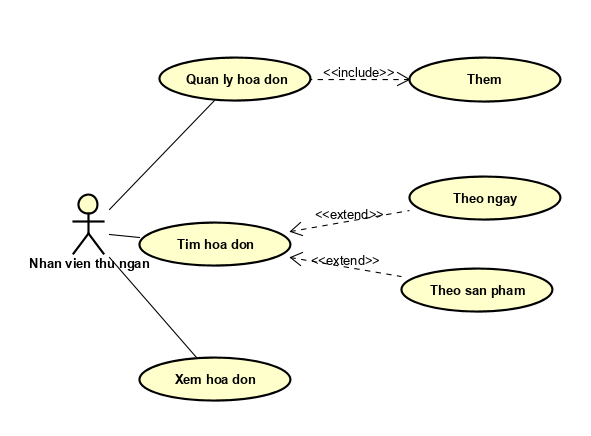 Quan ly hoa don
<<include>>
Them
Theo ngay
<<extend>>
Tim hoa don
Nhan vien thu ngan
<<extend>>
Theo san pham
Xem hoa don